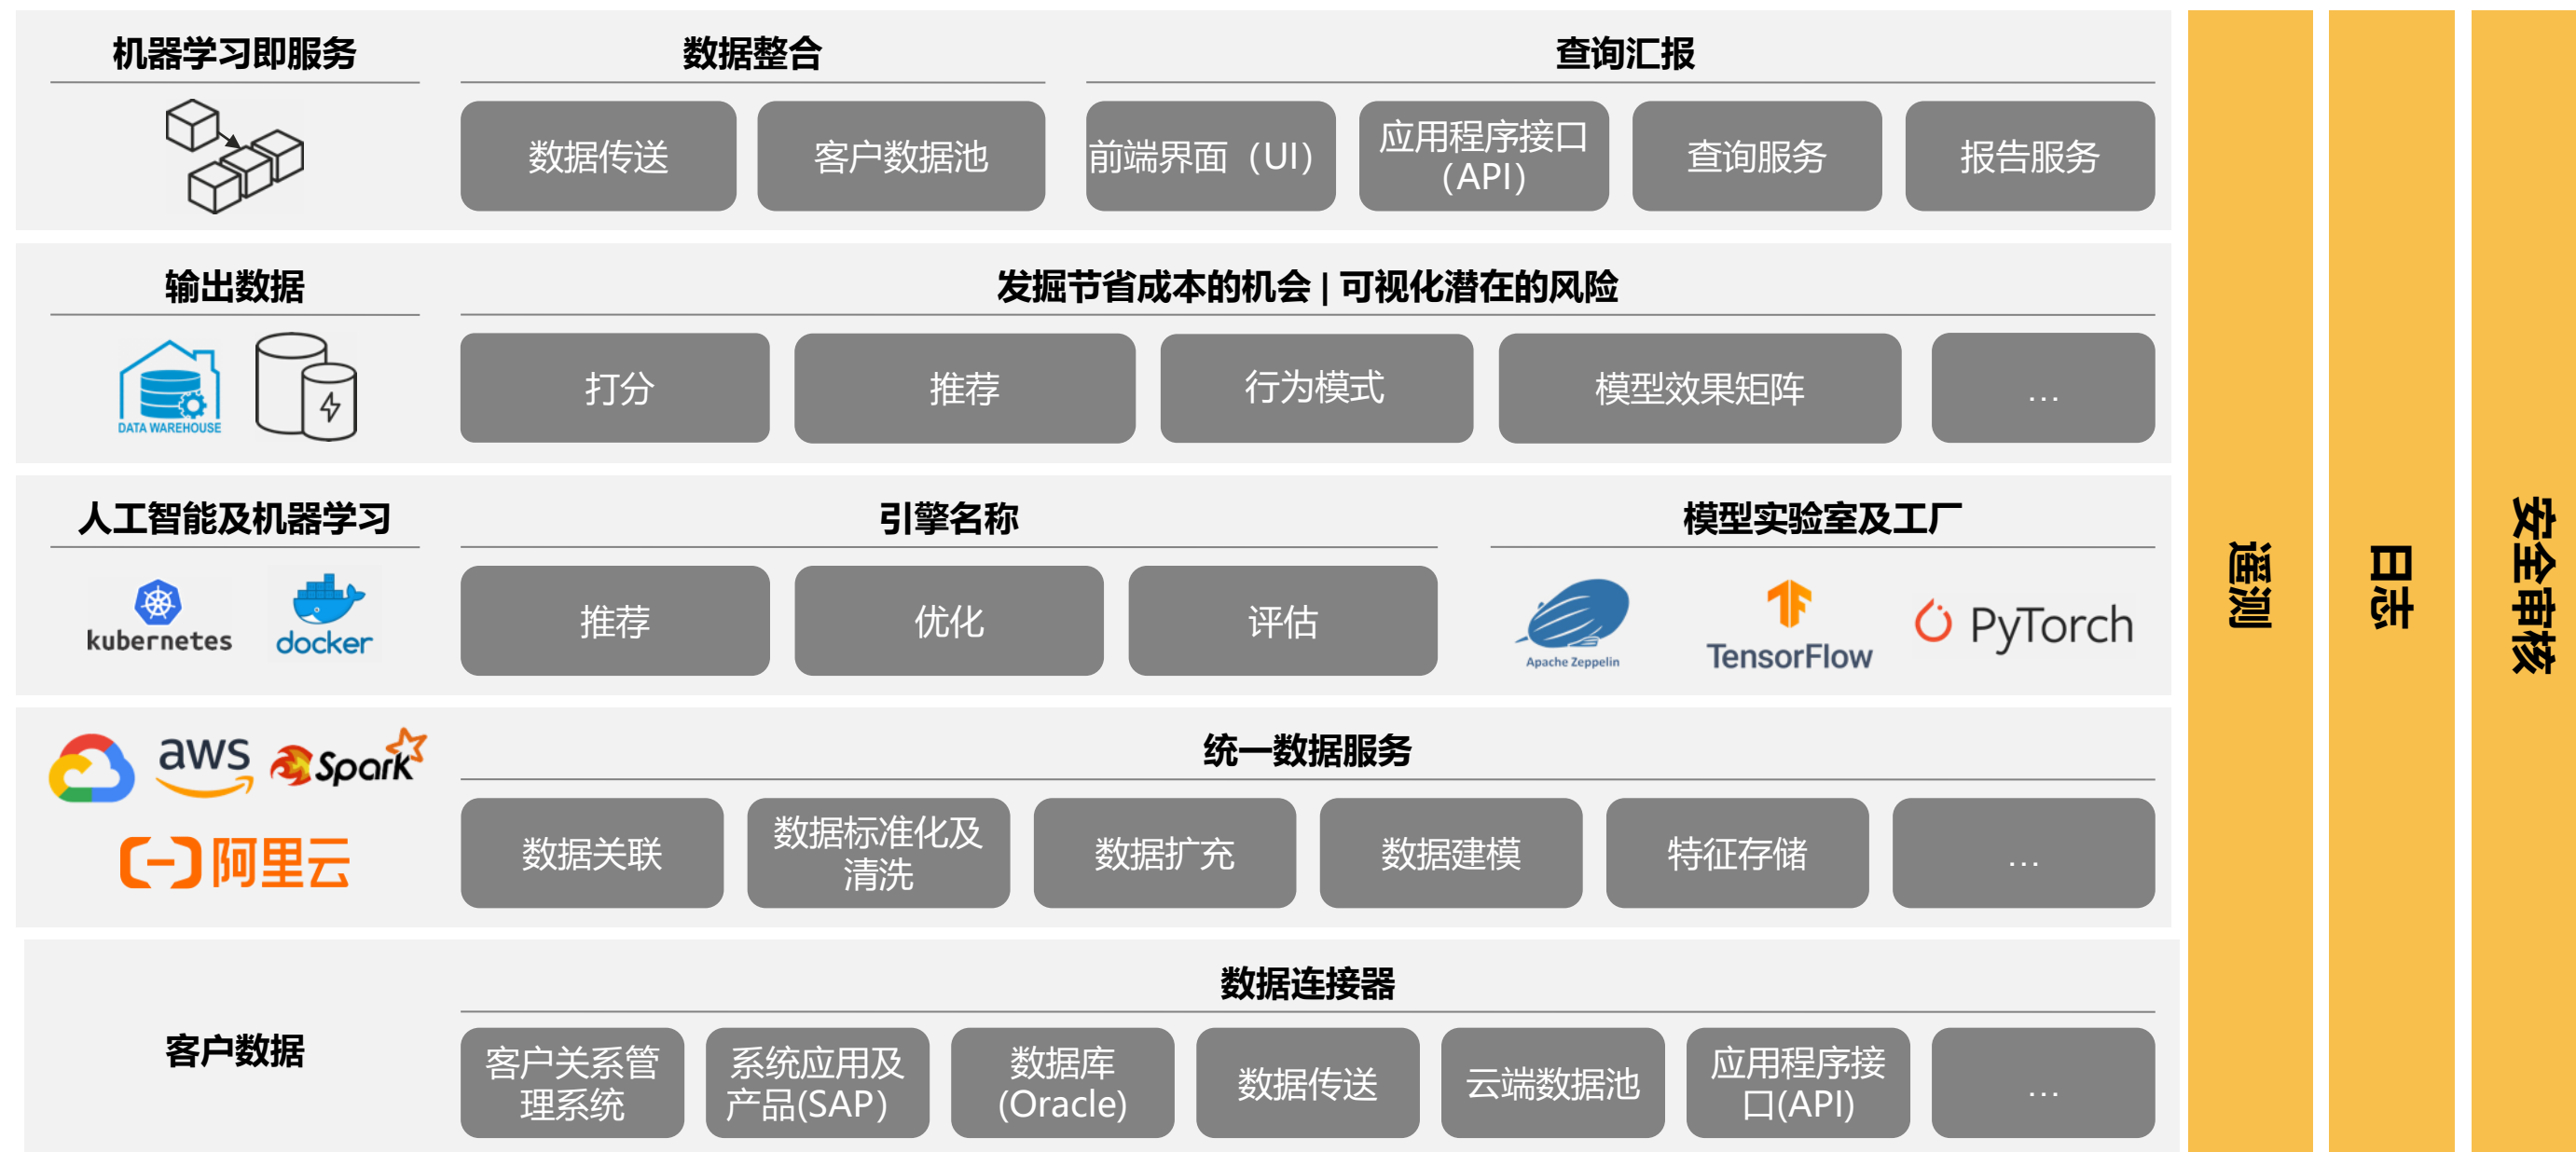 机器学习即服务
数据整合
查询汇报
数据传送
客户数据池
前端界面（UI）
应用程序接口
（API）
查询服务
报告服务
输出数据
发掘节省成本的机会 | 可视化潜在的风险
DATA WAREHOUSE
打分
推荐
行为模式
模型效果矩阵
…
人工智能及机器学习
引擎名称
模型实验室及工厂
kubernetes
docker
推荐
优化
评估
Apache Zeppelin
TensorFlow
PyTorch
aws
Spark
阿里云
统一数据服务
数据关联
数据标准化及
清洗
数据扩充
数据建模
特征存储
…
客户数据
数据连接器
客户关系管
理系统
系统应用及
产品(SAP）
数据库
(Oracle)
数据传送
云端数据池
应用程序接
口(API)
…
遥测
日志
安全审核